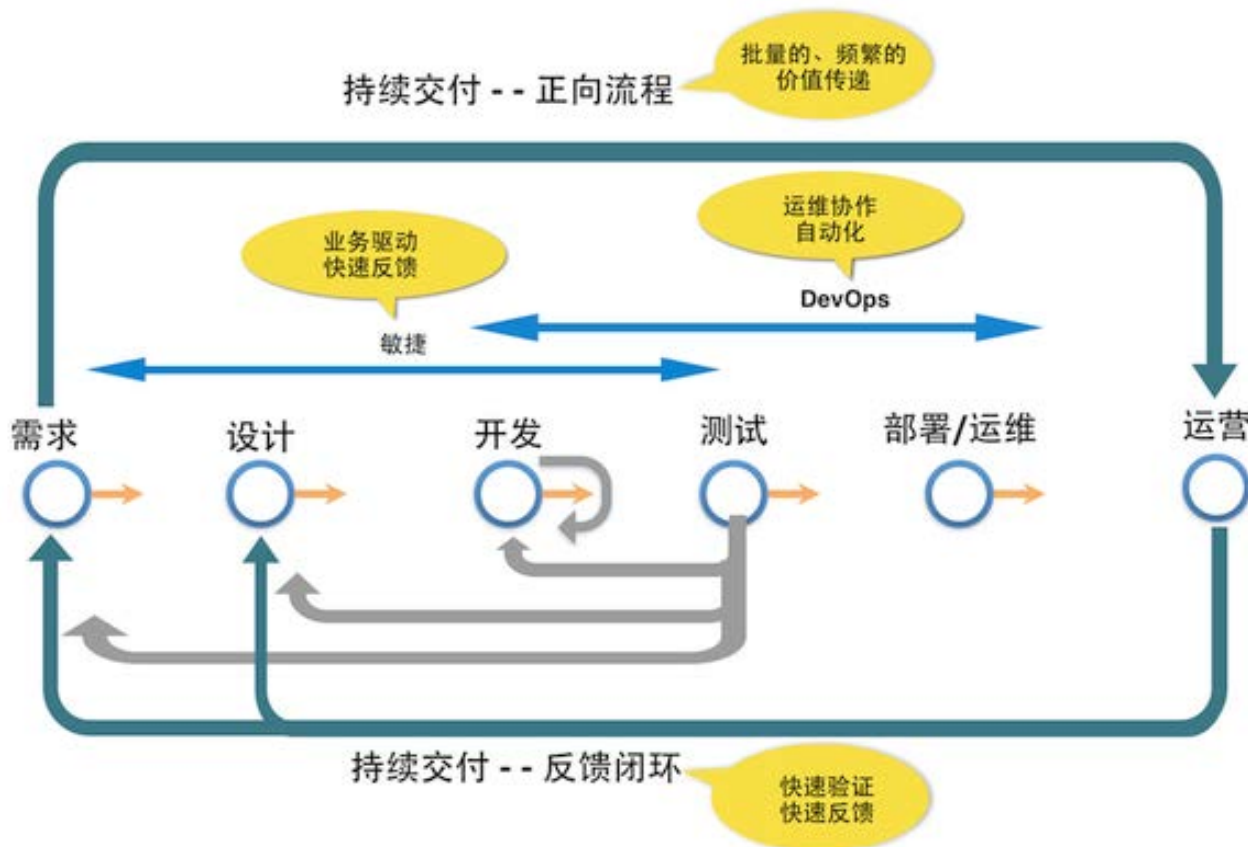 批量的、频繁的
价值传递
持续交付 - - 正向流程
运维协作
自动化
业务驱动
快速反馈
DevOps
敏捷
需求
设计
开发
测试
部署/运维
运营
持续交付 - - 反馈闭环
快速验证
快速反馈